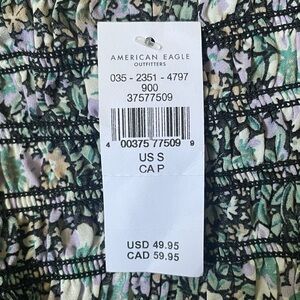 AMERICAN EAGLE
OUTFITTERS
035 - 2351 - 4797
900
37577509
4 00375 77509 9
US S
CA P
USD 49.95
CAD 59.95